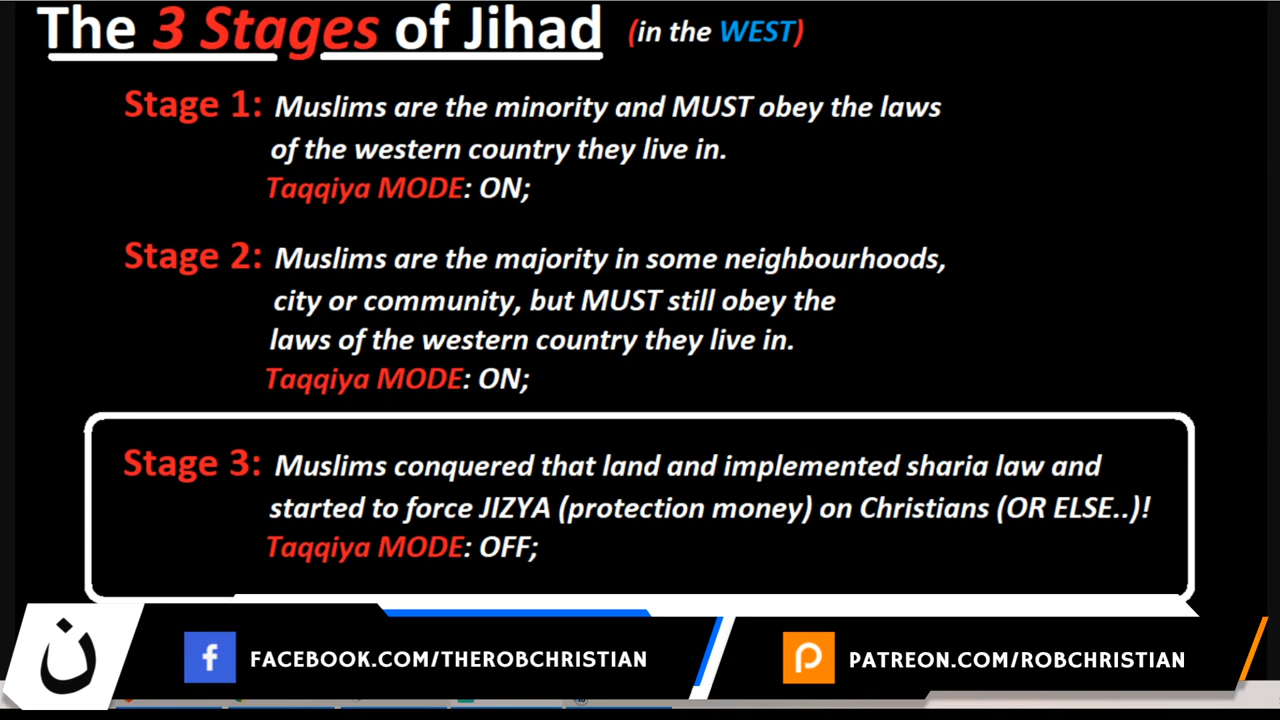 The 3 Stages of Jihad (in the WEST)
Stage 1: Muslims are the minority and MUST obey the laws
of the western country they live in.
Taqqiya MODE: ON;
Stage 2: Muslims are the majority in some neighbourhoods,
city or community, but MUST still obey the
laws of the western country they live in.
Taqqiya MODE: ON;
Stage 3: Muslims conquered that land and implemented sharia law and
started to force JIZYA (protection money) on Christians (OR ELSE..)!
Taqqiya MODE: OFF;
ن
f FACEBOOK.COM/THEROBCHRISTIAN
PATREON.COM/ROBCHRISTIAN